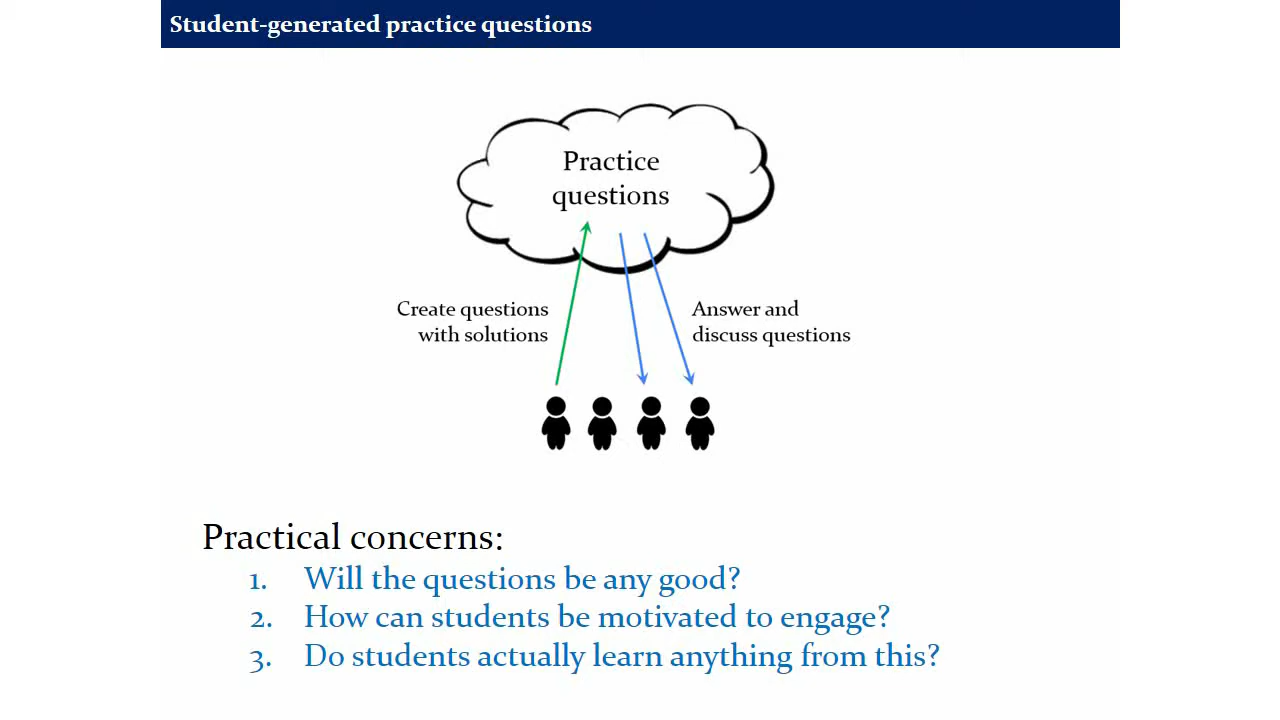 Student-generated practice questions
Practice
questions
Create questions
with solutions
Answer and
discuss questions
Practical concerns:
1. Will the questions be any good?
2. How can students be motivated to engage?
3. Do students actually learn anything from this?